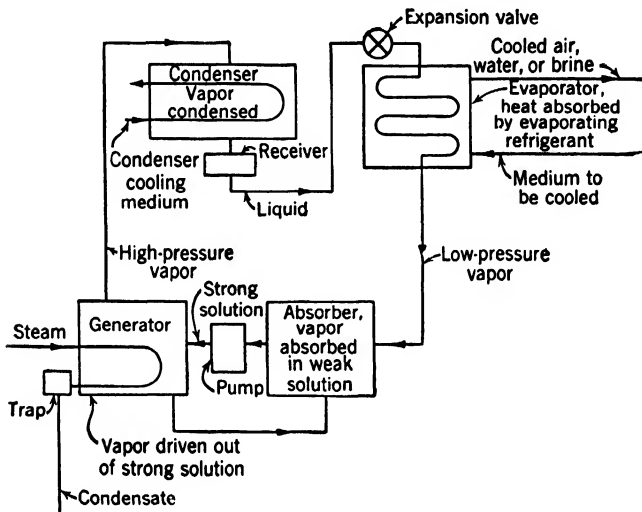 Expansion valve
Condenser
Vapor
condensed
Cooled air,
water, or brine
Evaporator,
heat absorbed
by evaporating
refrigerant
Receiver
Condenser
cooling
medium
Liquid
Medium to
be cooled
High-pressure
vapor
Low-pressure
vapor
Strong
solution
Steam
Generator
Absorber,
vapor
absorbed
in weak
solution
Pump
Trap
Vapor driven out
of strong solution
Condensate